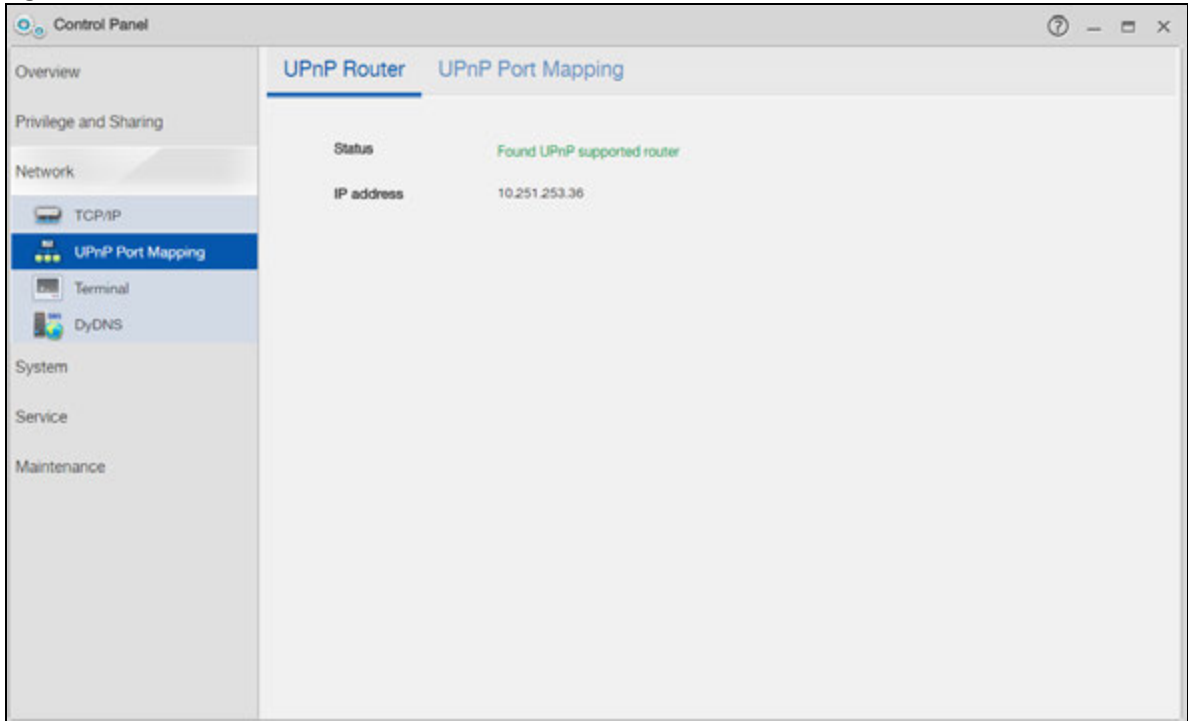 Control Panel
Overview
Privilege and Sharing
Network
TCP/IP
UPnP Port Mapping
Terminal
DyDNS
System
Service
Maintenance
UPnP Router UPnP Port Mapping
Status Found UPnP supported router
IP address 10.251.253.36